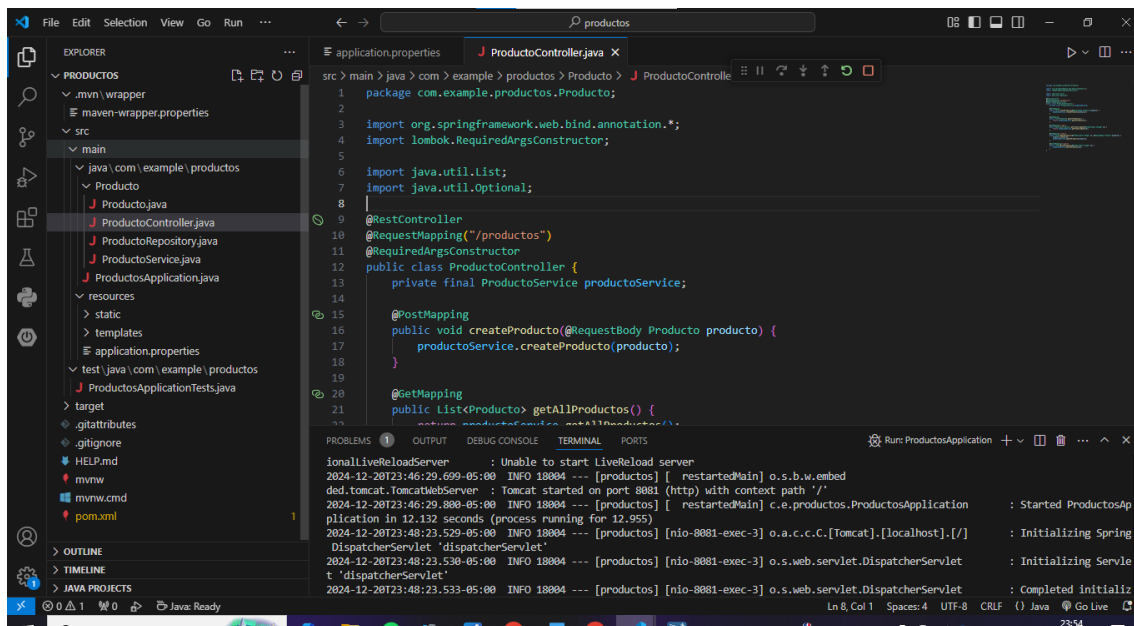 File Edit Selection View Go Run ··· productos
EXPLORER ···
PRODUCTOS
.mvn \ wrapper
maven-wrapper.properties
src
main
java \ com \ example \ productos
Producto
Producto.java
ProductoController.java
ProductoRepository.java
ProductoService.java
ProductosApplication.java
resources
static
templates
application.properties
test \ java \ com \ example \ productos
ProductosApplicationTests.java
target
.gitattributes
.gitignore
HELP.md
mvnw
mvnw.cmd
pom.xml 1
OUTLINE
TIMELINE
JAVA PROJECTS
application.properties ProductoController.java
src > main > java > com > example > productos > Producto > ProductoControlle
1 package com.example.productos.Producto;
2
3 import org.springframework.web.bind.annotation.*;
4 import lombok.RequiredArgsConstructor;
5
6 import java.util.List;
7 import java.util.Optional;
8
9 @RestController
10 @RequestMapping("/productos")
11 @RequiredArgsConstructor
12 public class ProductoController {
13 private final ProductoService productoService;
14
15 @PostMapping
16 public void createProducto(@RequestBody Producto producto) {
17 productoService.createProducto(producto);
18 }
19
20 @GetMapping
21 public List<Producto> getAllProductos() {
22 return productoService.getAllProductos();
PROBLEMS 1 OUTPUT DEBUG CONSOLE TERMINAL PORTS Run: ProductosApplication
ionalLiveReloadServer : Unable to start LiveReload server
2024-12-20T23:46:29.699-05:00 INFO 18004 --- [productos] [ restartedMain] o.s.b.w.embed
ded.tomcat.TomcatWebServer : Tomcat started on port 8081 (http) with context path '/'
2024-12-20T23:46:29.800-05:00 INFO 18004 --- [productos] [ restartedMain] c.e.productos.ProductosApplication : Started ProductosAp
plication in 12.132 seconds (process running for 12.955)
2024-12-20T23:48:23.529-05:00 INFO 18004 --- [productos] [nio-8081-exec-3] o.a.c.c.C.[Tomcat].[localhost].[/] : Initializing Spring
DispatcherServlet 'dispatcherServlet'
2024-12-20T23:48:23.530-05:00 INFO 18004 --- [productos] [nio-8081-exec-3] o.s.web.servlet.DispatcherServlet : Initializing Servle
t 'dispatcherServlet'
2024-12-20T23:48:23.533-05:00 INFO 18004 --- [productos] [nio-8081-exec-3] o.s.web.servlet.DispatcherServlet : Completed initializ
1
0 1 0 Java: Ready Ln 8, Col 1 Spaces: 4 UTF-8 CRLF {} Java Go Live
23:54